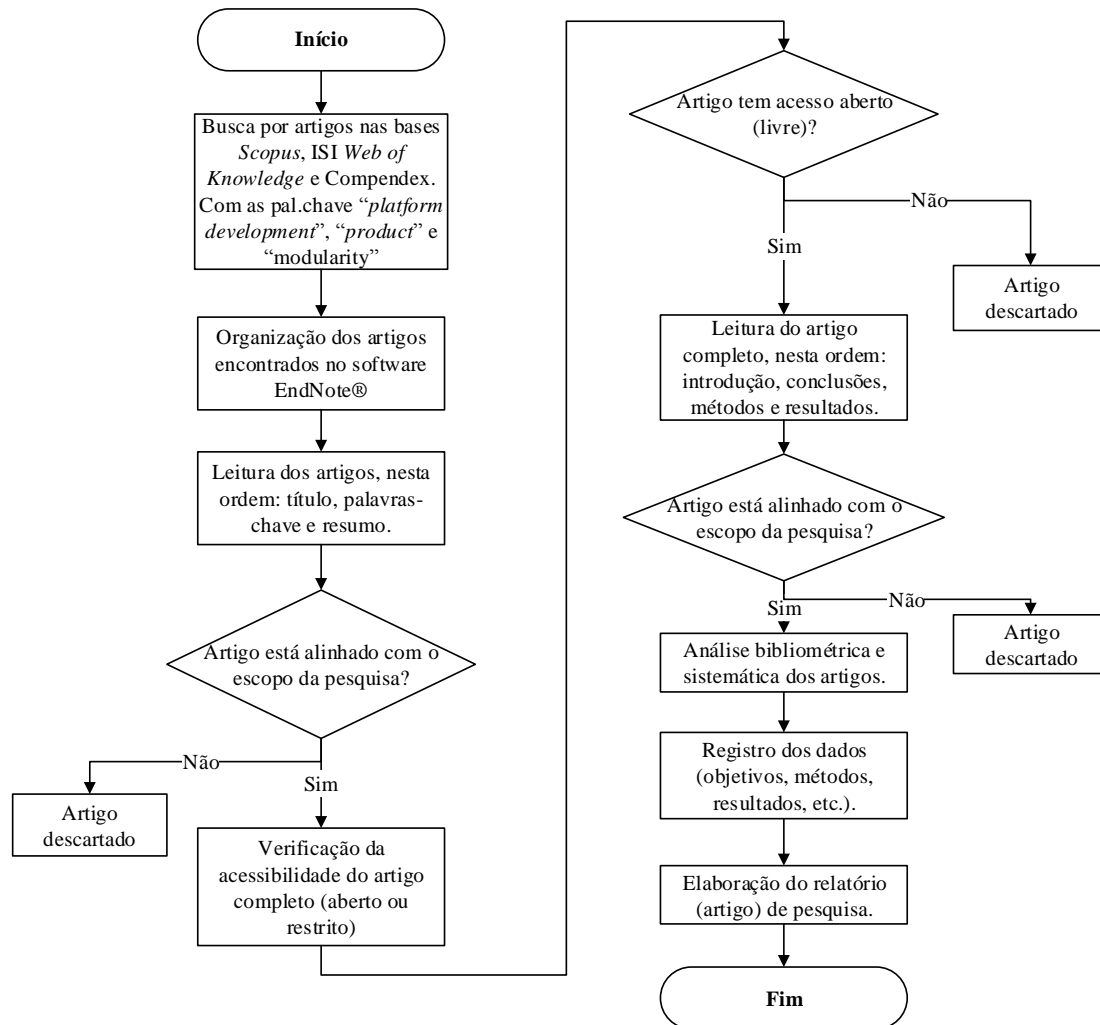 Início
Busca por artigos nas bases
Scopus, ISI Web of
Knowledge e Compendex.
Com as pal.chave “platform
development”, “product” e
“modularity”
Organização dos artigos
encontrados no software
EndNote®
Leitura dos artigos, nesta
ordem: título, palavras-
chave e resumo.
Artigo está alinhado com o
escopo da pesquisa?
Não
Sim
Artigo
descartado
Verificação da
acessibilidade do artigo
completo (aberto ou
restrito)
Artigo tem acesso aberto
(livre)?
Não
Sim
Artigo
descartado
Leitura do artigo
completo, nesta ordem:
introdução, conclusões,
métodos e resultados.
Artigo está alinhado com o
escopo da pesquisa?
Não
Sim
Artigo
descartado
Análise bibliométrica e
sistemática dos artigos.
Registro dos dados
(objetivos, métodos,
resultados, etc.).
Elaboração do relatório
(artigo) de pesquisa.
Fim